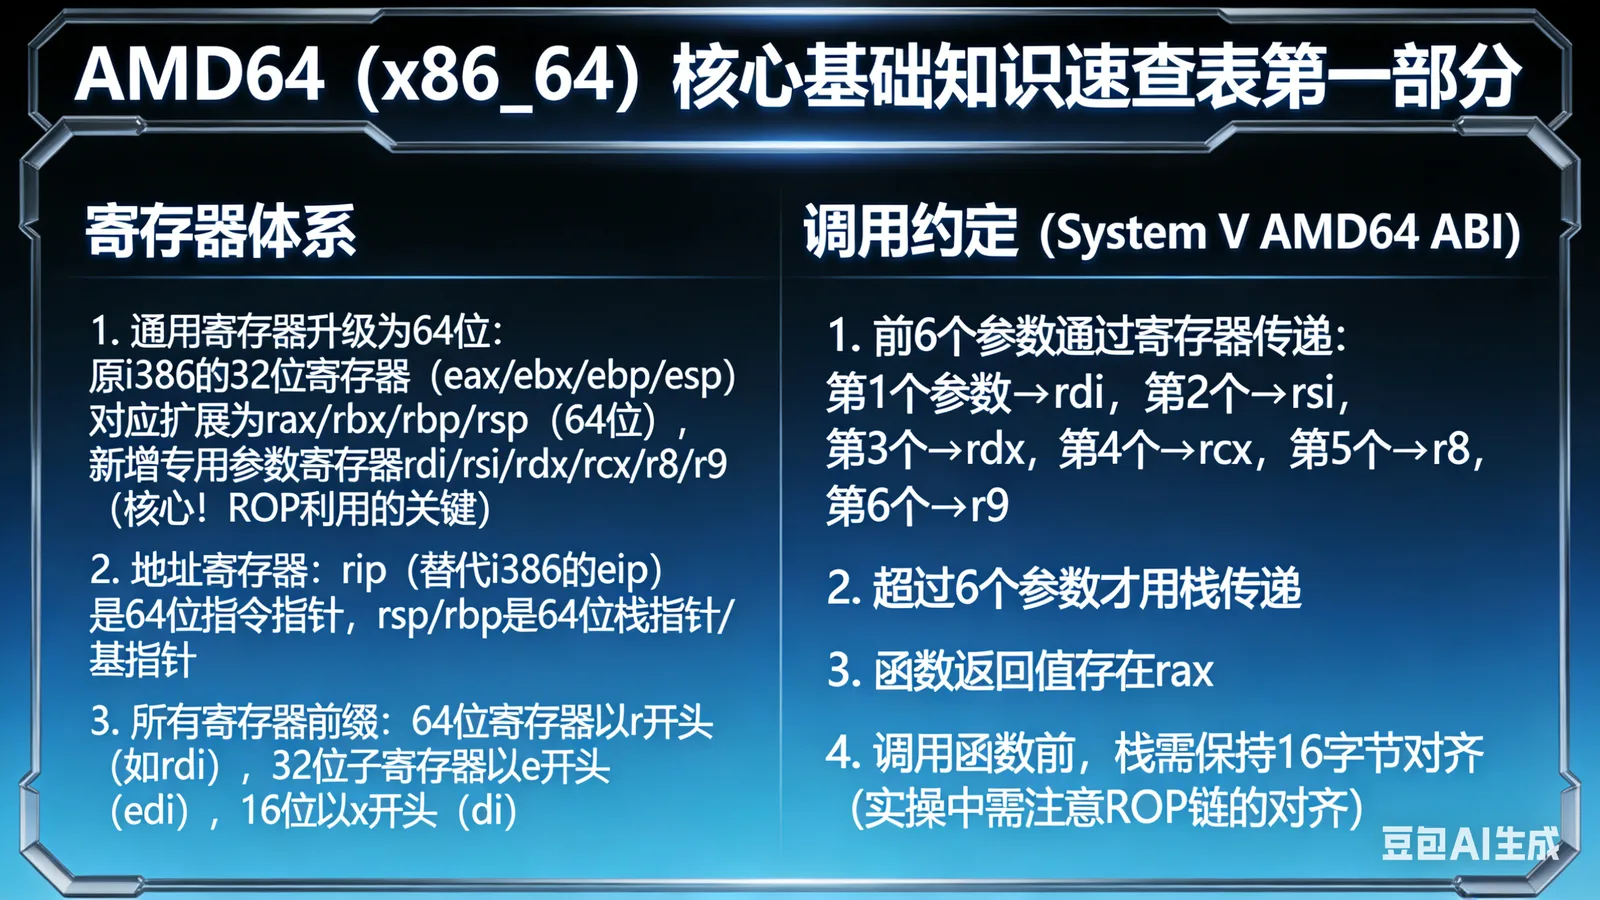 AMD64（x86_64）核心基础知识速查表第一部分
寄存器体系
1. 通用寄存器升级为64位：
原i386的32位寄存器（eax/ebx/ebp/esp）
对应扩展为rax/rbx/rbp/rsp（64位），
新增专用参数寄存器rdi/rsi/rdx/rcx/r8/r9
（核心！ROP利用的关键）
2. 地址寄存器：rip（替代i386的eip）
是64位指令指针，rsp/rbp是64位栈指针/
基指针
3. 所有寄存器前缀：64位寄存器以r开头
（如rdi），32位子寄存器以e开头
（edi），16位以x开头（di）
调用约定（System V AMD64 ABI）
1. 前6个参数通过寄存器传递：
第1个参数→rdi，第2个→rsi，
第3个→rdx，第4个→rcx，第5个→r8，
第6个→r9
2. 超过6个参数才用栈传递
3. 函数返回值存在rax
4. 调用函数前，栈需保持16字节对齐
（实操中需注意ROP链的对齐）
豆包AI生成